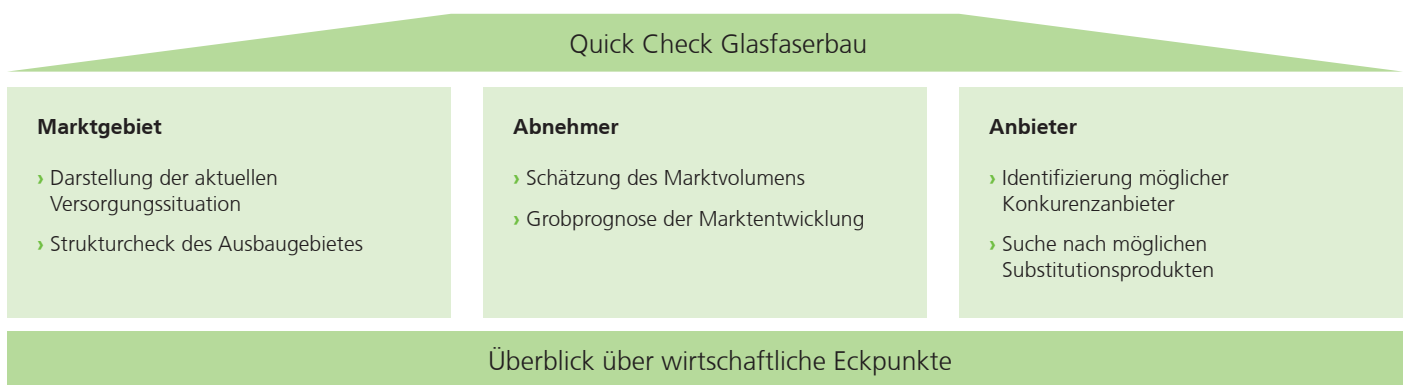 Quick Check Glasfaserbau
Marktgebiet
› Darstellung der aktuellen
Versorgungssituation
› Strukturcheck des Ausbaugebietes
Abnehmer
› Schätzung des Marktvolumens
› Grobprognose der Marktentwicklung
Anbieter
› Identifizierung möglicher
Konkurenzanbieter
› Suche nach möglichen
Substitutionsprodukten
Überblick über wirtschaftliche Eckpunkte